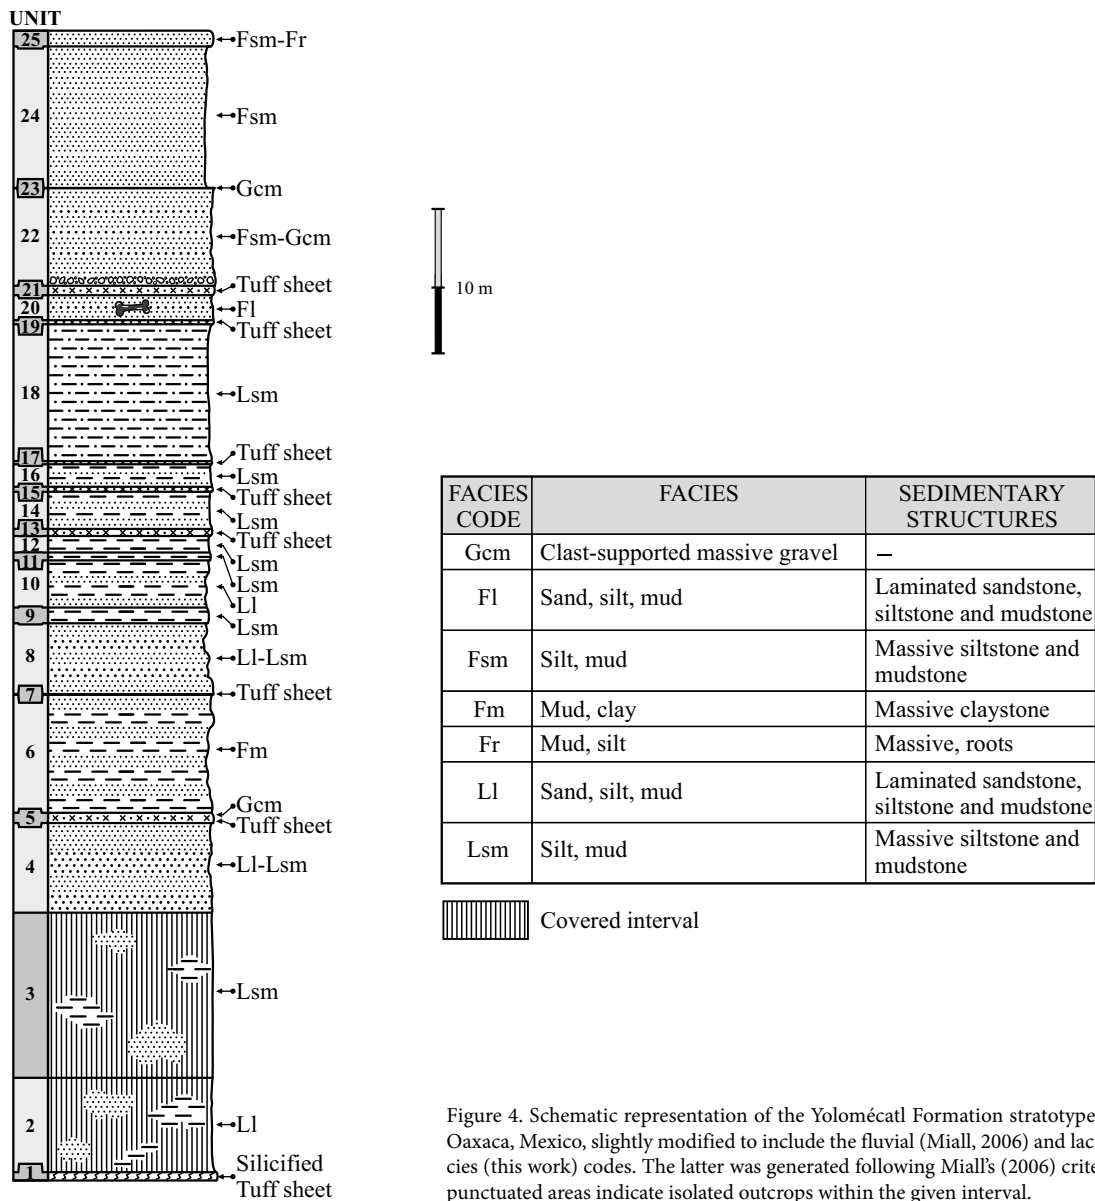 UNIT
25 Fsm-Fr
24 Fsm
23 Gcm
22 Fsm-Gcm
21 Tuff sheet
20 Fl
19 Tuff sheet
18 Lsm
17 Tuff sheet
16 Lsm
15 Tuff sheet
14 Lsm
13 Tuff sheet
12 Lsm
11 Lsm
10 Ll
9 Lsm
8 Ll-Lsm
7 Tuff sheet
6 Fm
Gcm
5 Tuff sheet
4 Ll-Lsm
3 Lsm
2 Ll
1 Silicified
Tuff sheet
10 m
FACIES CODE FACIES SEDIMENTARY STRUCTURES
Gcm Clast-supported massive gravel –
Fl Sand, silt, mud Laminated sandstone,
siltstone and mudstone
Fsm Silt, mud Massive siltstone and
mudstone
Fm Mud, clay Massive claystone
Fr Mud, silt Massive, roots
Ll Sand, silt, mud Laminated sandstone,
siltstone and mudstone
Lsm Silt, mud Massive siltstone and
mudstone
Covered interval
Figure 4. Schematic representation of the Yolomécatl Formation stratotype
Oaxaca, Mexico, slightly modified to include the fluvial (Miall, 2006) and lac
cies (this work) codes. The latter was generated following Miall's (2006) crite
punctuated areas indicate isolated outcrops within the given interval.